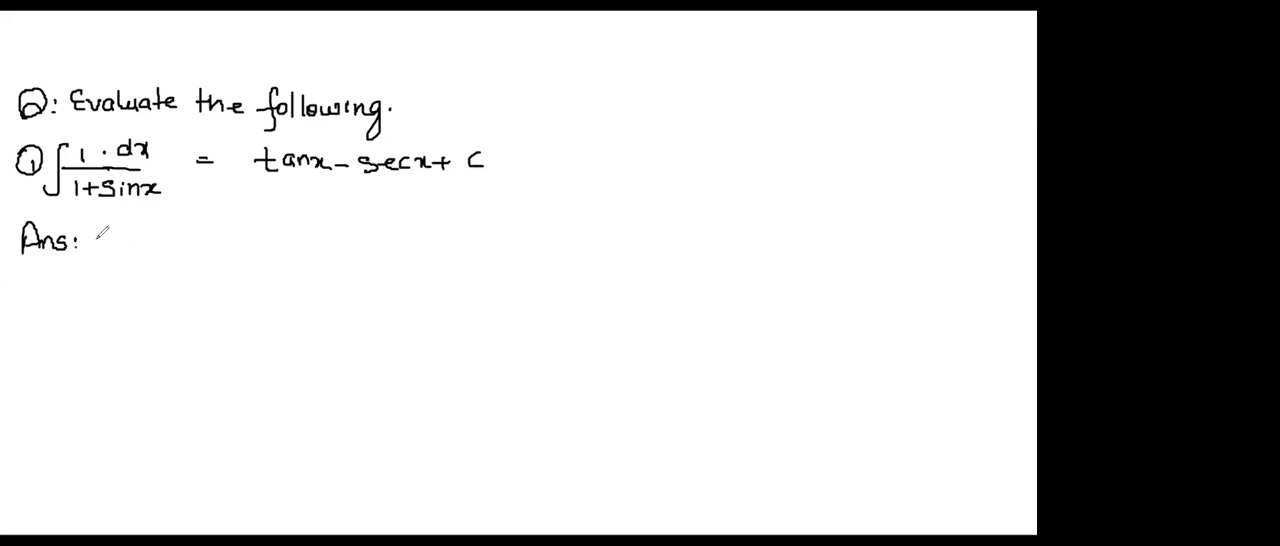 Q: Evaluate the following.
① ∫ 1 · dx / 1+sinx = tanx - secx + c
Ans: